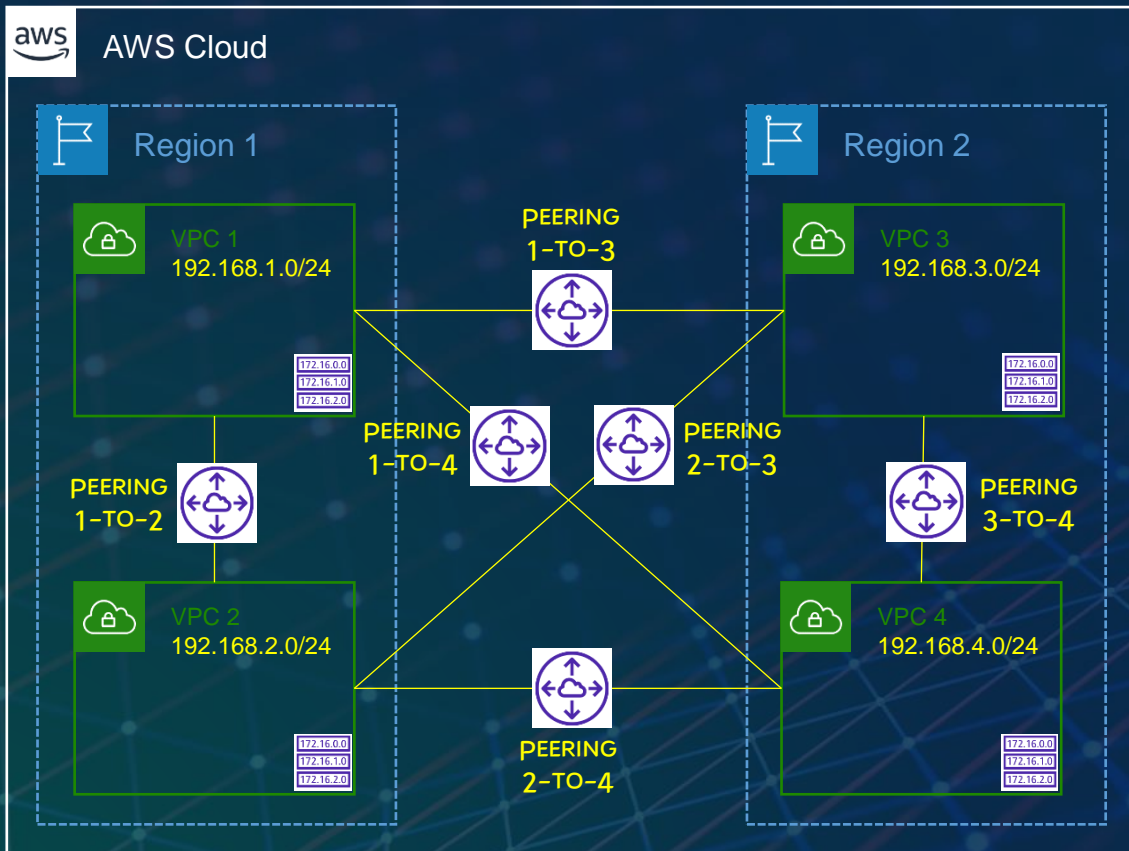 aws
AWS Cloud
Region 1
Region 2
VPC 1
192.168.1.0/24
172.16.0.0
172.16.1.0
172.16.2.0
PEERING
1-TO-3
VPC 3
192.168.3.0/24
172.16.0.0
172.16.1.0
172.16.2.0
PEERING
1-TO-4
PEERING
2-TO-3
PEERING
1-TO-2
PEERING
3-TO-4
VPC 2
192.168.2.0/24
172.16.0.0
172.16.1.0
172.16.2.0
PEERING
2-TO-4
VPC 4
192.168.4.0/24
172.16.0.0
172.16.1.0
172.16.2.0